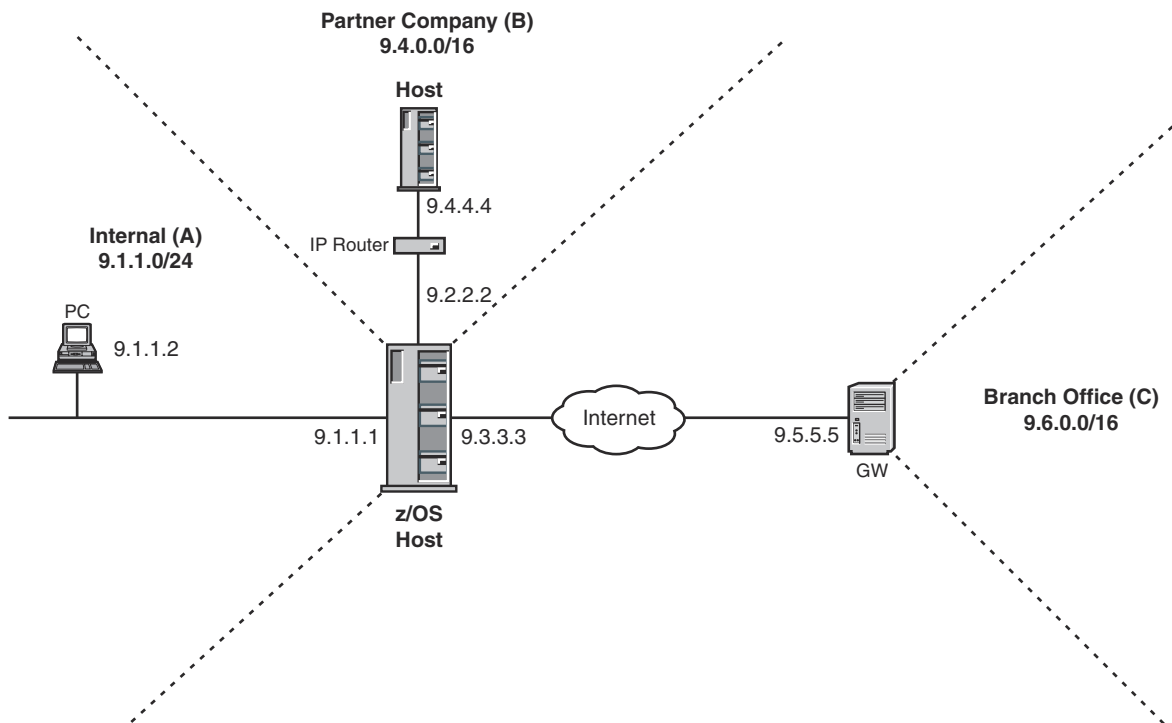 Partner Company (B)
9.4.0.0/16
Host
9.4.4.4
IP Router
Internal (A)
9.1.1.0/24
9.2.2.2
PC
9.1.1.2
Branch Office (C)
9.6.0.0/16
Internet
9.1.1.1
9.3.3.3
9.5.5.5
GW
z/OS
Host